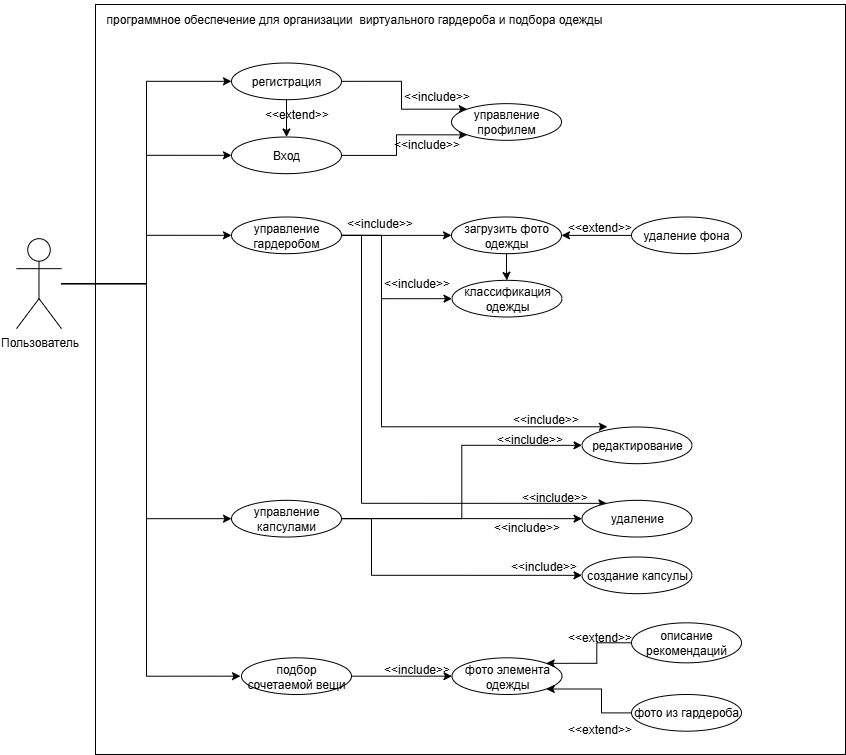 программное обеспечение для организации виртуального гардероба и подбора одежды
регистрация
<<include>>
<<extend>>
управление
профилем
Вход
<<include>>
управление
гардеробом
<<include>>
загрузить фото
одежды
<<extend>>
удаление фона
<<include>>
классификация
одежды
Пользователь
<<include>>
<<include>>
редактирование
<<include>>
управление
капсулами
удаление
<<include>>
<<include>>
создание капсулы
<<extend>>
описание
рекомендаций
подбор
сочетаемой вещи
<<include>>
фото элемента
одежды
фото из гардероба
<<extend>>